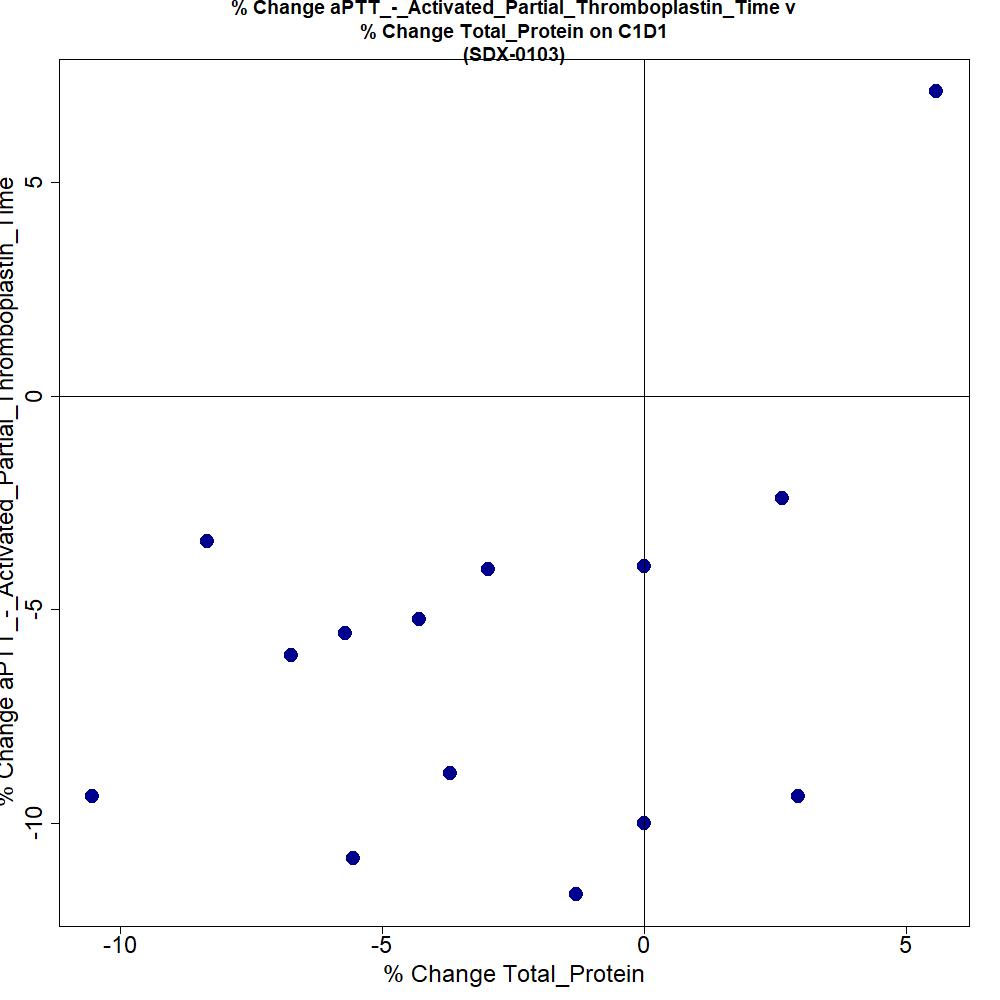 % Change aPTT_-_Activated_Partial_Thromboplastin_Time v
% Change Total_Protein on C1D1
(SDX-0103)
% Change aPTT_-_Activated_Partial_Thromboplastin_Time
5
0
-5
-10
-10
-5
0
5
% Change Total_Protein